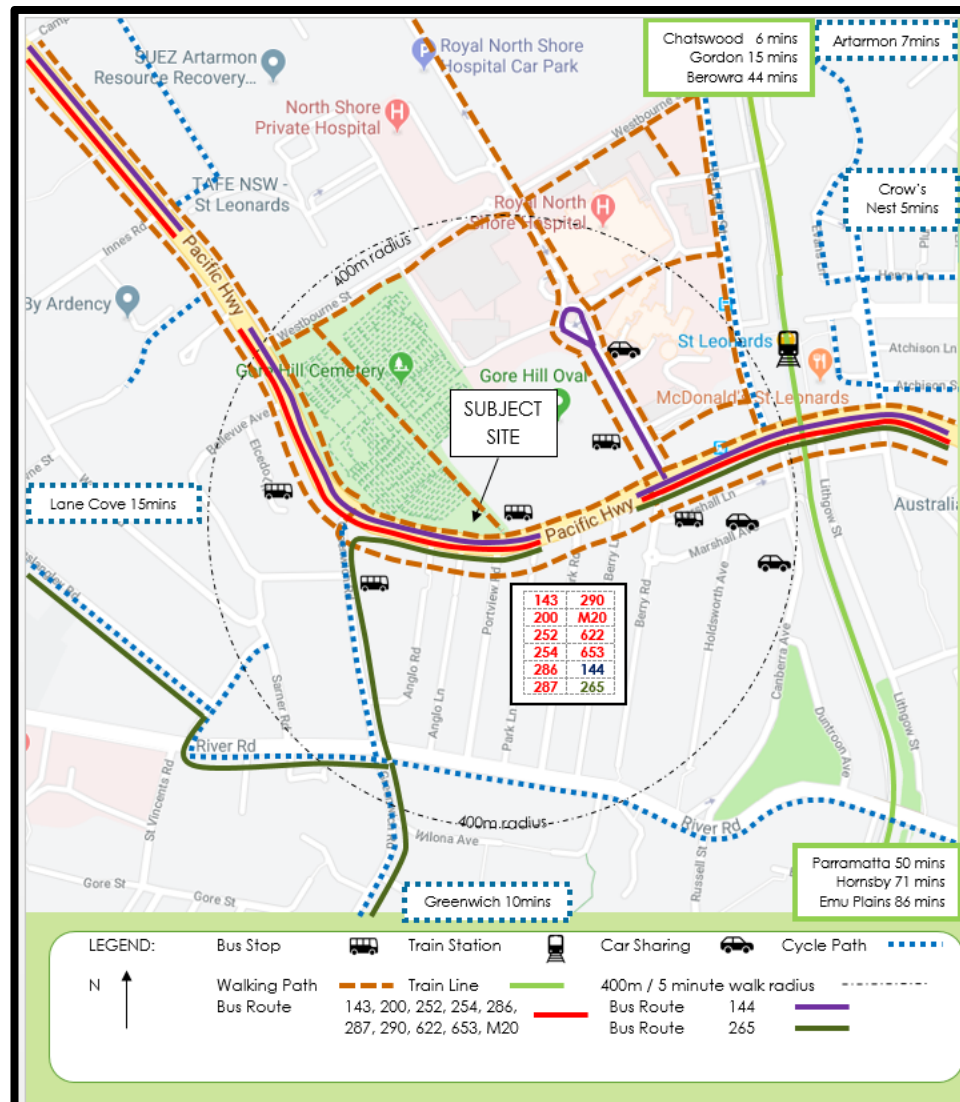 Camp
SUEZ Artarmon
Resource Recovery...
Royal North Shore
Hospital Car Park
P
Chatswood 6 mins
Gordon 15 mins
Berowra 44 mins
Artarmon 7mins
North Shore
Private Hospital
H
Westbourne S
TAFE NSW -
St Leonards
Crow's
Nest 5mins
Royal North
Shore Hospital
H
Innes Rd
400m radius
Pacific Hwy
Westbourne St
By Ardency
Henry Ln
St Leonards
Atchison Ln
Gore Hill Cemetery
Gore Hill Oval
McDonald's St Leonards
Atchison S
SUBJECT
SITE
Bellevue Ave
Elcedo
Lane Cove 15mins
Pacific Hwy
Marshall Ln
Marshall Ave
Lithgow St
Australia
Portview Rd
Park Rd
Berry L
Berry Rd
Holdsworth Ave
Canberra Ave
143 290
200 M20
252 622
254 653
286 144
287 265
Anglo Rd
Anglo Ln
Park Ln
Sarner Rd
River Rd
Duntroon Ave
Lithgow St
St Vincents Rd
400m radius
Wilona Ave
River Rd
Russell St
Gore St
Greenwich 10mins
Parramatta 50 mins
Hornsby 71 mins
Emu Plains 86 mins
LEGEND: Bus Stop Train Station Car Sharing Cycle Path
N Walking Path Train Line 400m / 5 minute walk radius
Bus Route 143, 200, 252, 254, 286, Bus Route 144
287, 290, 622, 653, M20 Bus Route 265